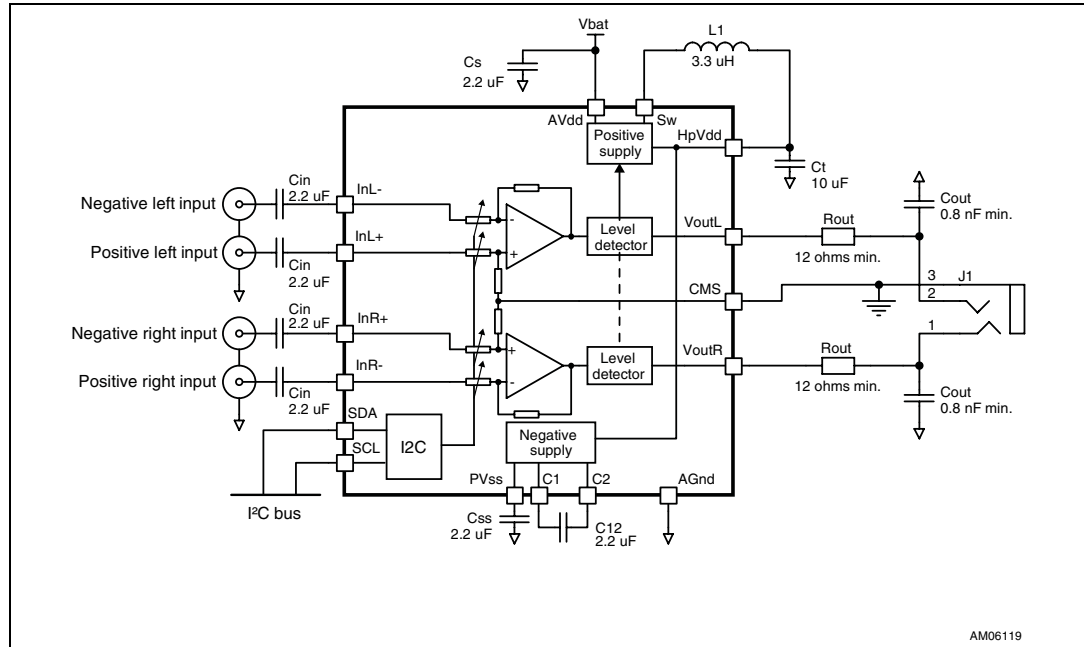 Vbat
L1
3.3 uH
Cs
2.2 uF
AVdd
Sw
HpVdd
Positive supply
Ct
10 uF
Negative left input
Cin
2.2 uF
InL-
-
Level detector
VoutL
Rout
12 ohms min.
Cout
0.8 nF min.
Positive left input
Cin
2.2 uF
InL+
+
CMS
3
J1
2
1
Negative right input
Cin
2.2 uF
InR+
+
Level detector
VoutR
Rout
12 ohms min.
Cout
0.8 nF min.
Positive right input
Cin
2.2 uF
InR-
-
SDA
SCL
I2C
I²C bus
Negative supply
PVss
C1
C2
AGnd
Css
2.2 uF
C12
2.2 uF
AM06119